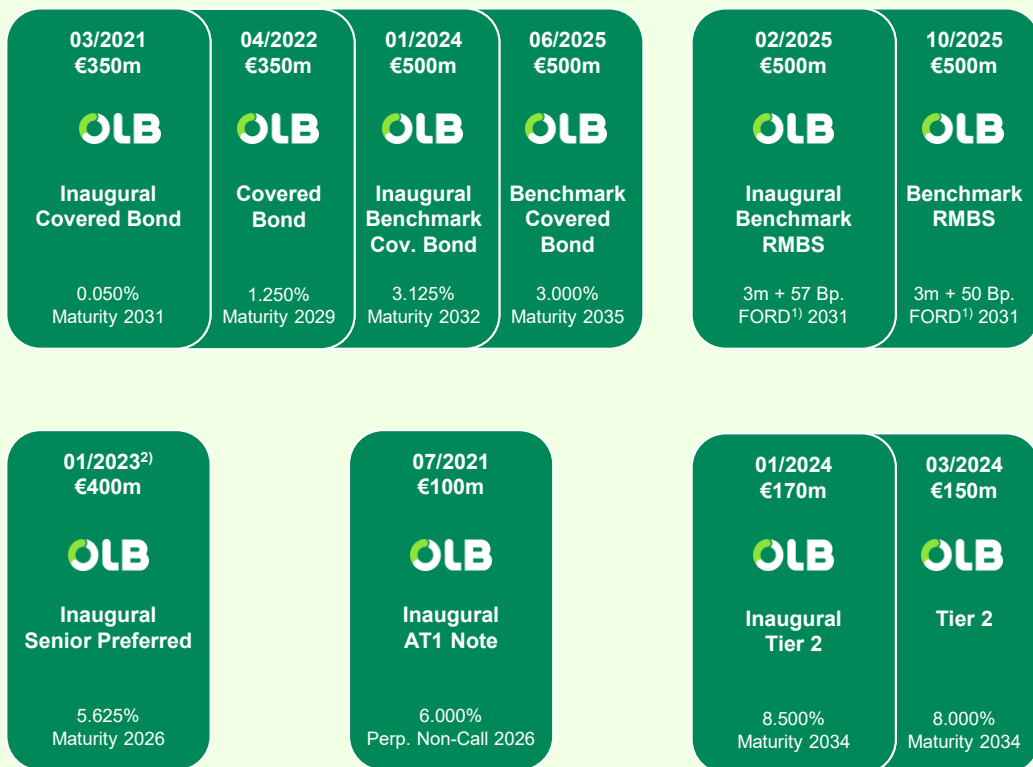 03/2021
€350m
OLB
Inaugural
Covered Bond
0.050%
Maturity 2031
04/2022
€350m
OLB
Covered
Bond
1.250%
Maturity 2029
01/2024
€500m
OLB
Inaugural
Benchmark
Cov. Bond
3.125%
Maturity 2032
06/2025
€500m
OLB
Benchmark
Covered
Bond
3.000%
Maturity 2035
02/2025
€500m
OLB
Inaugural
Benchmark
RMBS
3m + 57 Bp.
FORD¹⁾ 2031
10/2025
€500m
OLB
Benchmark
RMBS
3m + 50 Bp.
FORD¹⁾ 2031
01/2023²⁾
€400m
OLB
Inaugural
Senior Preferred
5.625%
Maturity 2026
07/2021
€100m
OLB
Inaugural
AT1 Note
6.000%
Perp. Non-Call 2026
01/2024
€170m
OLB
Inaugural
Tier 2
8.500%
Maturity 2034
03/2024
€150m
OLB
Tier 2
8.000%
Maturity 2034